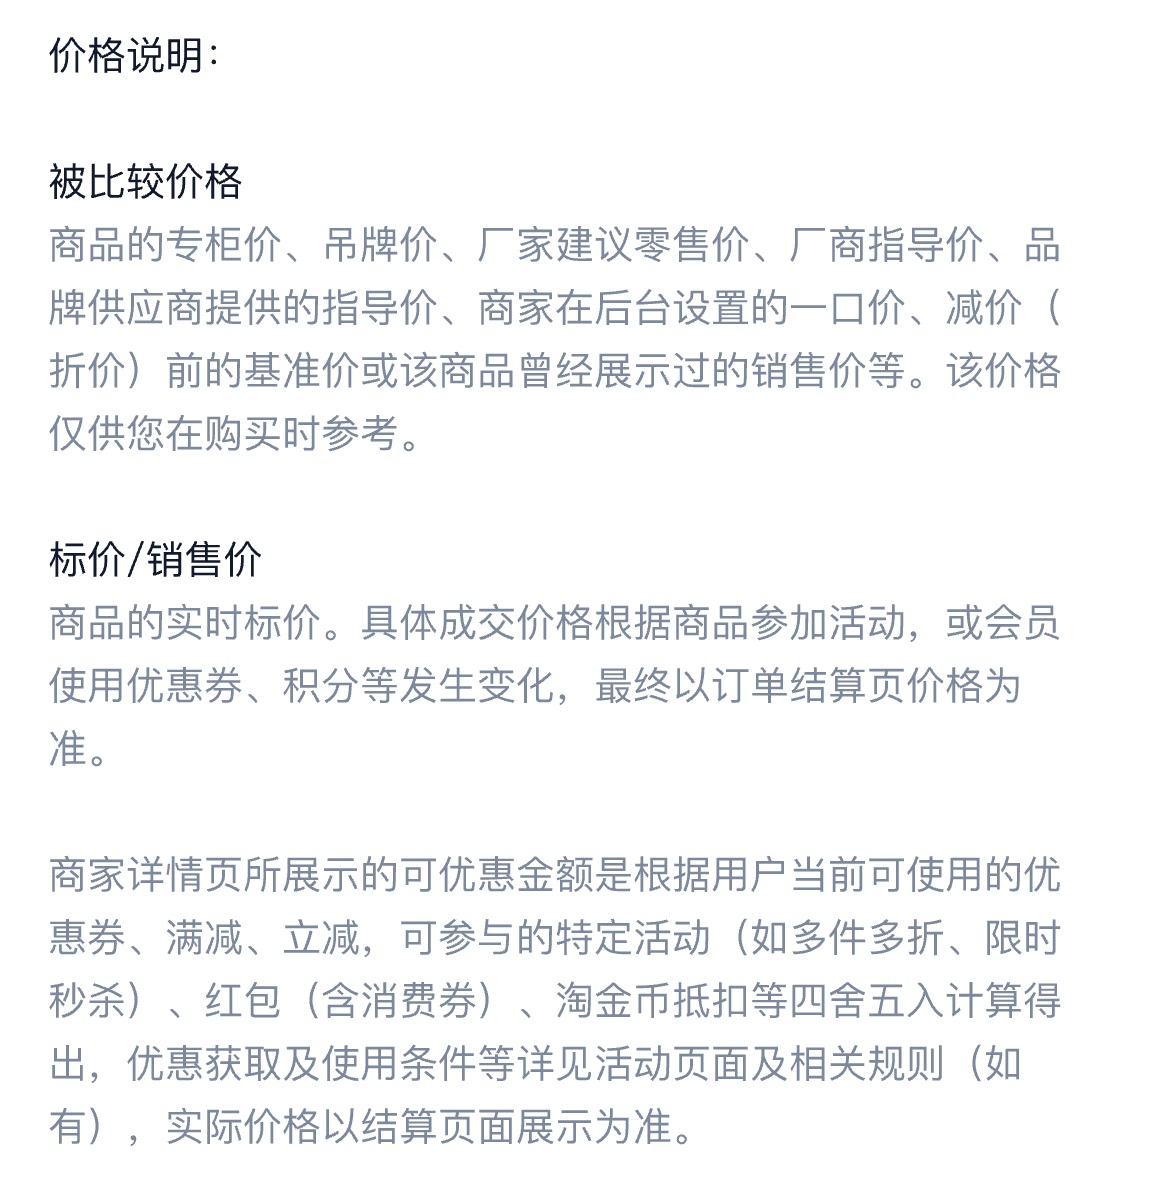 价格说明：
被比较价格
商品的专柜价、吊牌价、厂家建议零售价、厂商指导价、品
牌供应商提供的指导价、商家在后台设置的一口价、减价（
折价）前的基准价或该商品曾经展示过的销售价等。该价格
仅供您在购买时参考。
标价/销售价
商品的实时标价。具体成交价格根据商品参加活动，或会员
使用优惠券、积分等发生变化，最终以订单结算页价格为
准。
商家详情页所展示的可优惠金额是根据用户当前可使用的优
惠券、满减、立减，可参与的特定活动（如多件多折、限时
秒杀）、红包（含消费券）、淘金币抵扣等四舍五入计算得
出，优惠获取及使用条件等详见活动页面及相关规则（如
有），实际价格以结算页面展示为准。